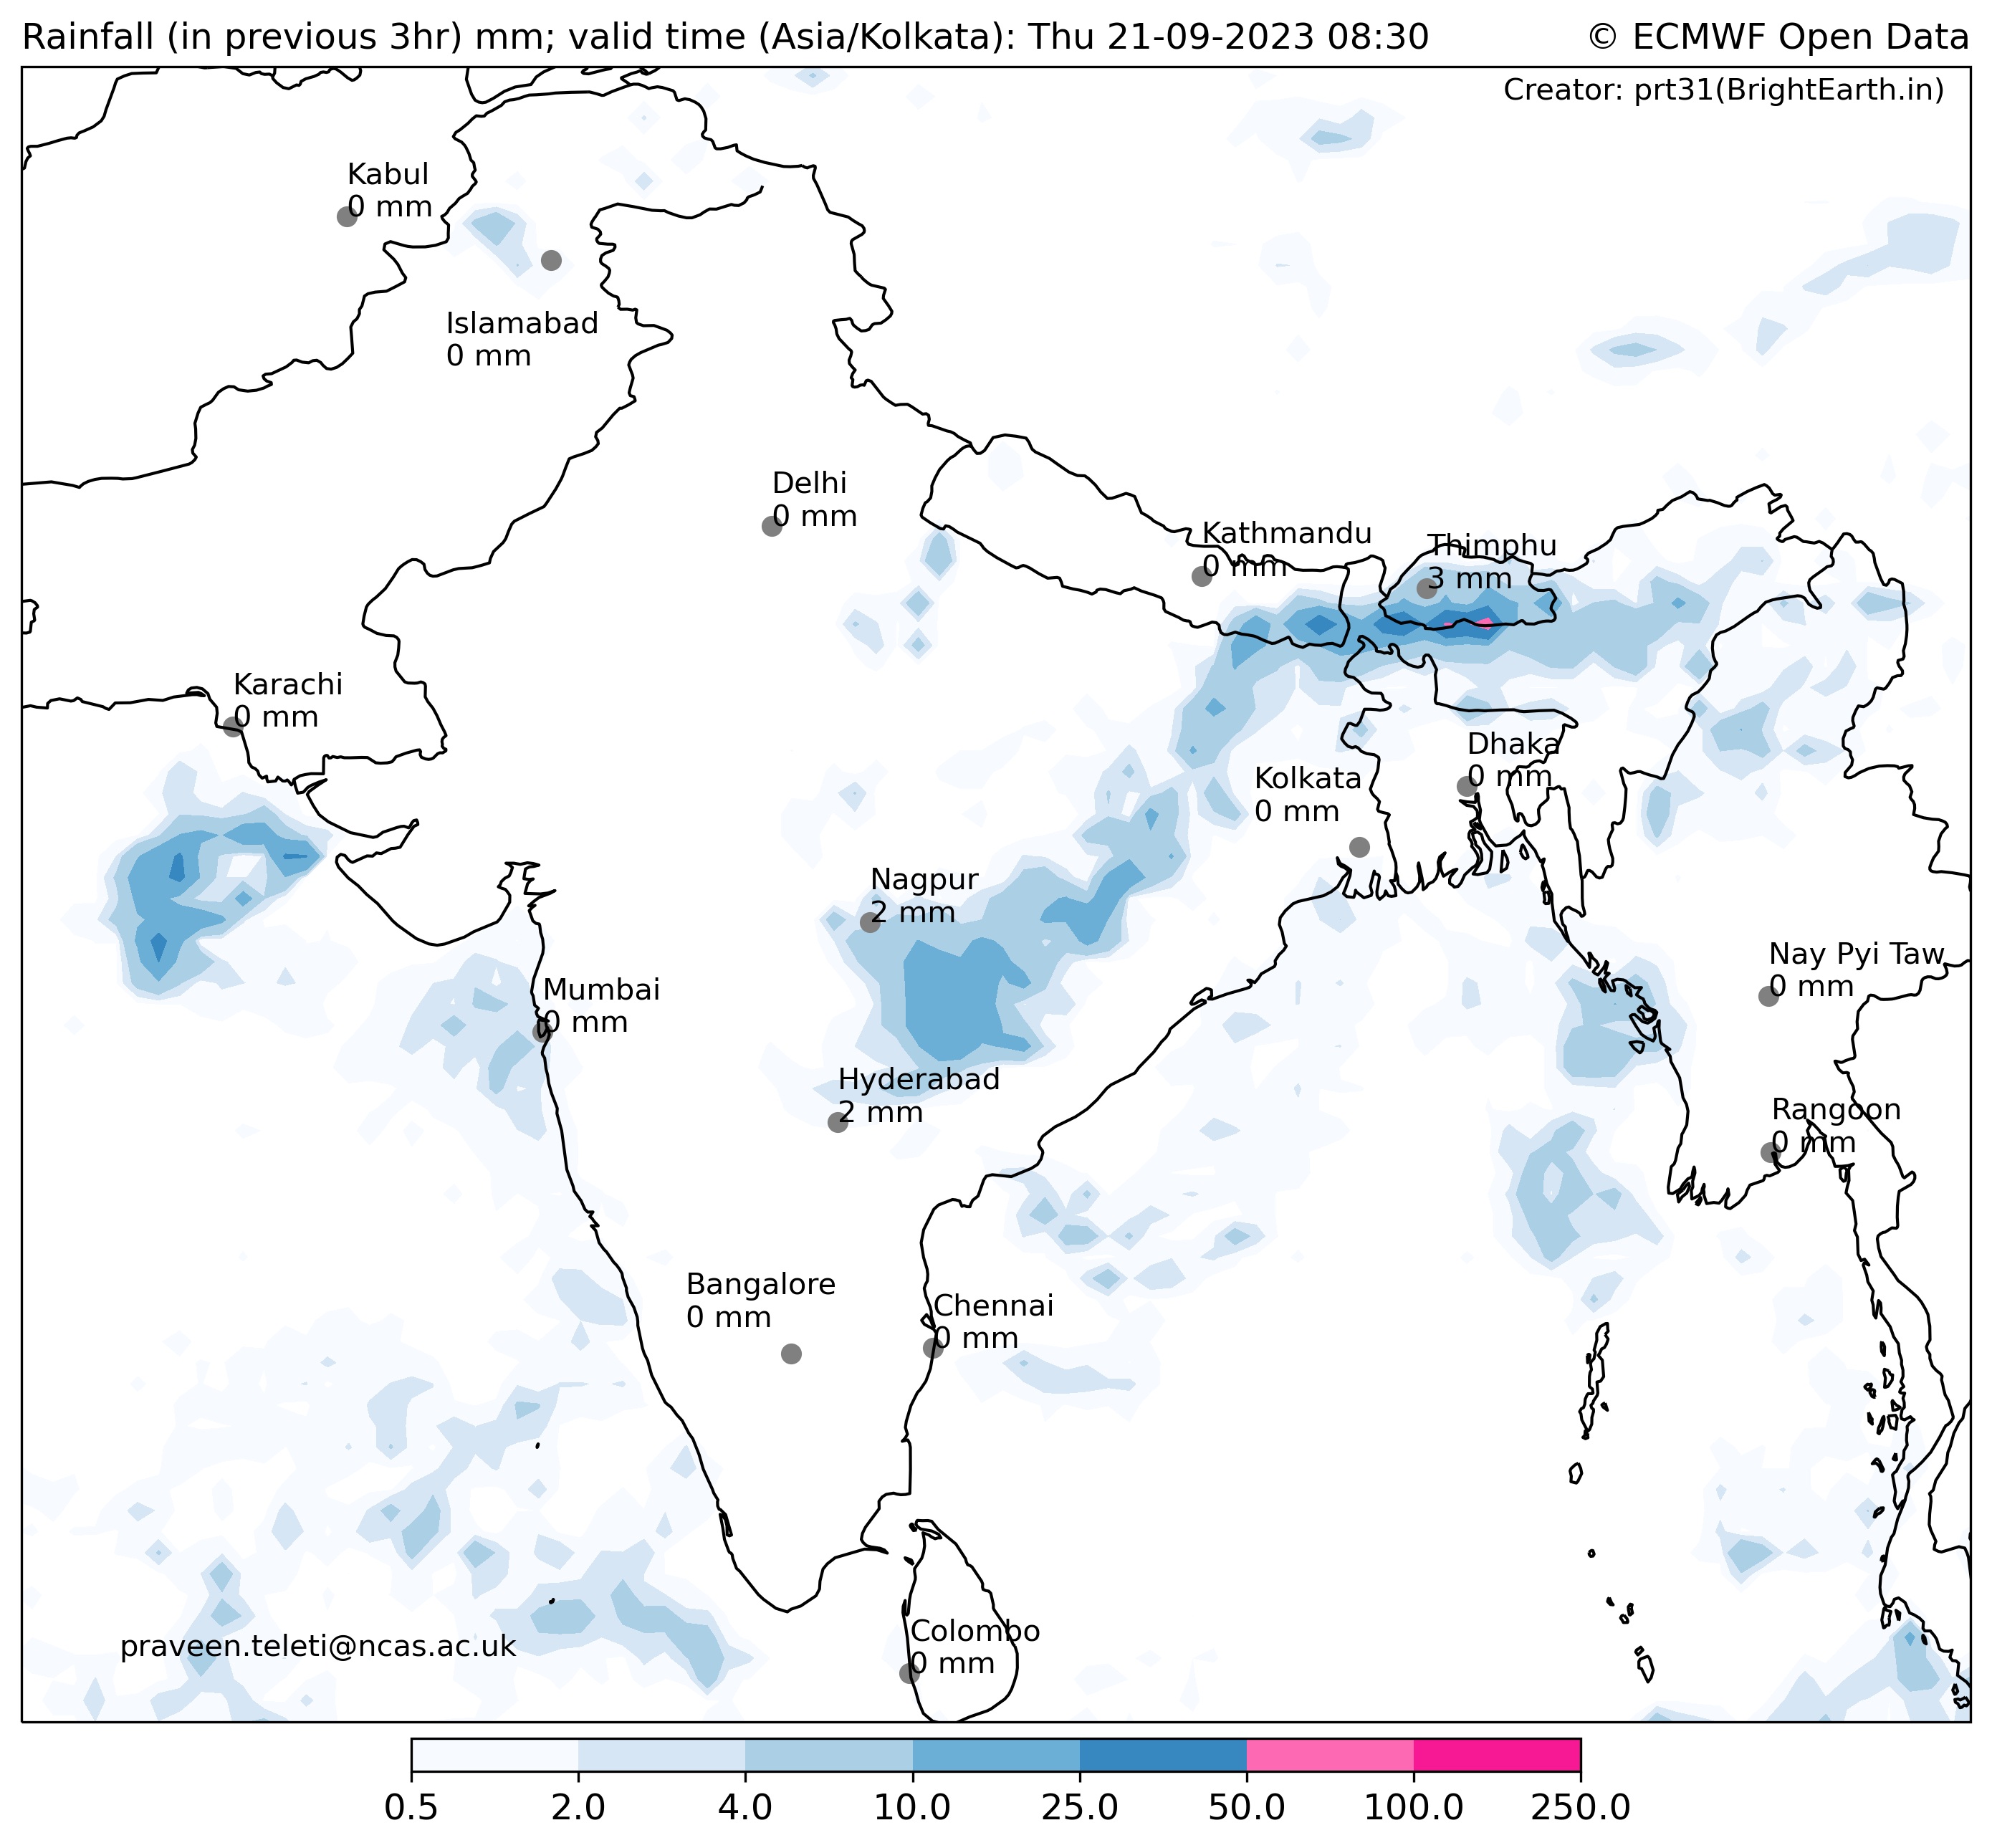 Rainfall (in previous 3hr) mm; valid time (Asia/Kolkata): Thu 21-09-2023 08:30
© ECMWF Open Data
Creator: prt31(BrightEarth.in)
Kabul
0 mm
Islamabad
0 mm
Delhi
0 mm
Kathmandu
0 mm
Thimphu
3 mm
Karachi
0 mm
Dhaka
0 mm
Kolkata
0 mm
Nagpur
2 mm
Nay Pyi Taw
0 mm
Mumbai
0 mm
Hyderabad
2 mm
Rangoon
0 mm
Bangalore
0 mm
Chennai
0 mm
Colombo
0 mm
praveen.teleti@ncas.ac.uk
0.5 2.0 4.0 10.0 25.0 50.0 100.0 250.0